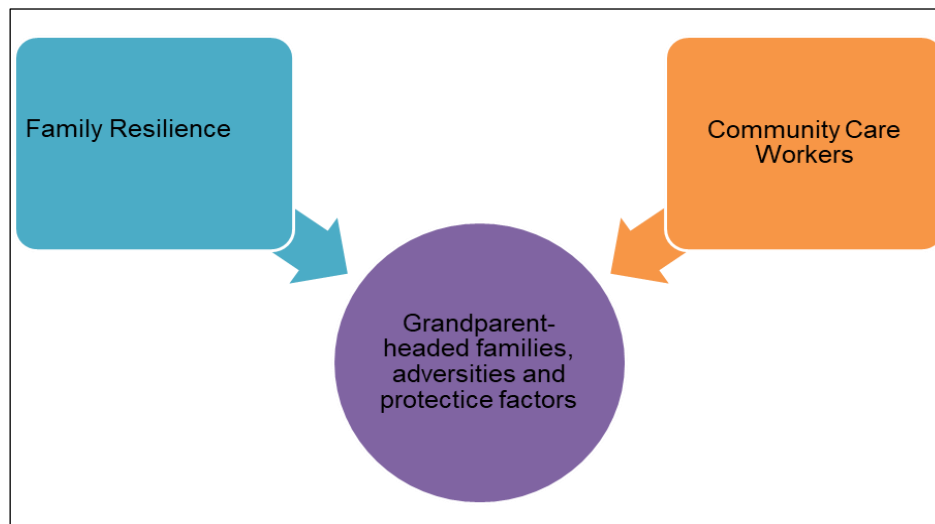 Family Resilience
Community Care
Workers
Grandparent-
headed families,
adversities and
protectice factors